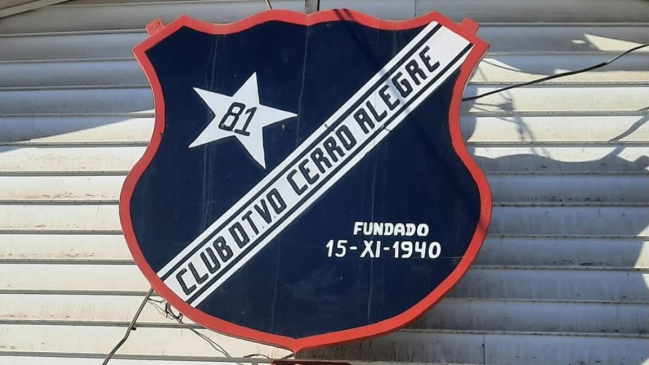 81
CLUB DTVO CERRO ALEGRE
FUNDADO
15-XI-1940